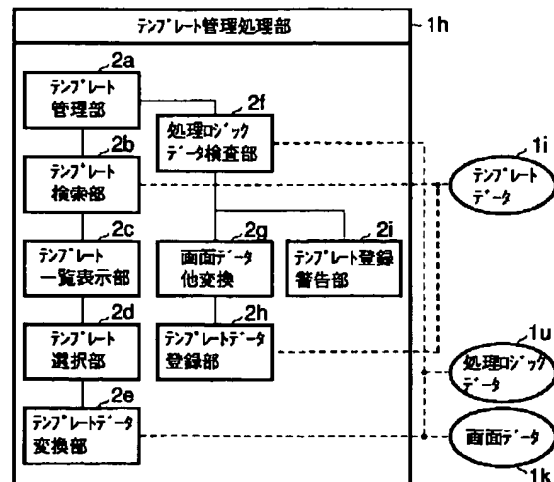 テンプレート管理処理部
1h
2a
テンプレート
管理部
2f
処理ロジック
データ検査部
2b
テンプレート
検索部
1i
テンプレート
データ
2c
テンプレート
一覧表示部
2g
画面データ
他変換
2i
テンプレート登録
警告部
2d
テンプレート
選択部
2h
テンプレートデータ
登録部
1u
処理ロジック
データ
2e
テンプレートデータ
変換部
画面データ
1k